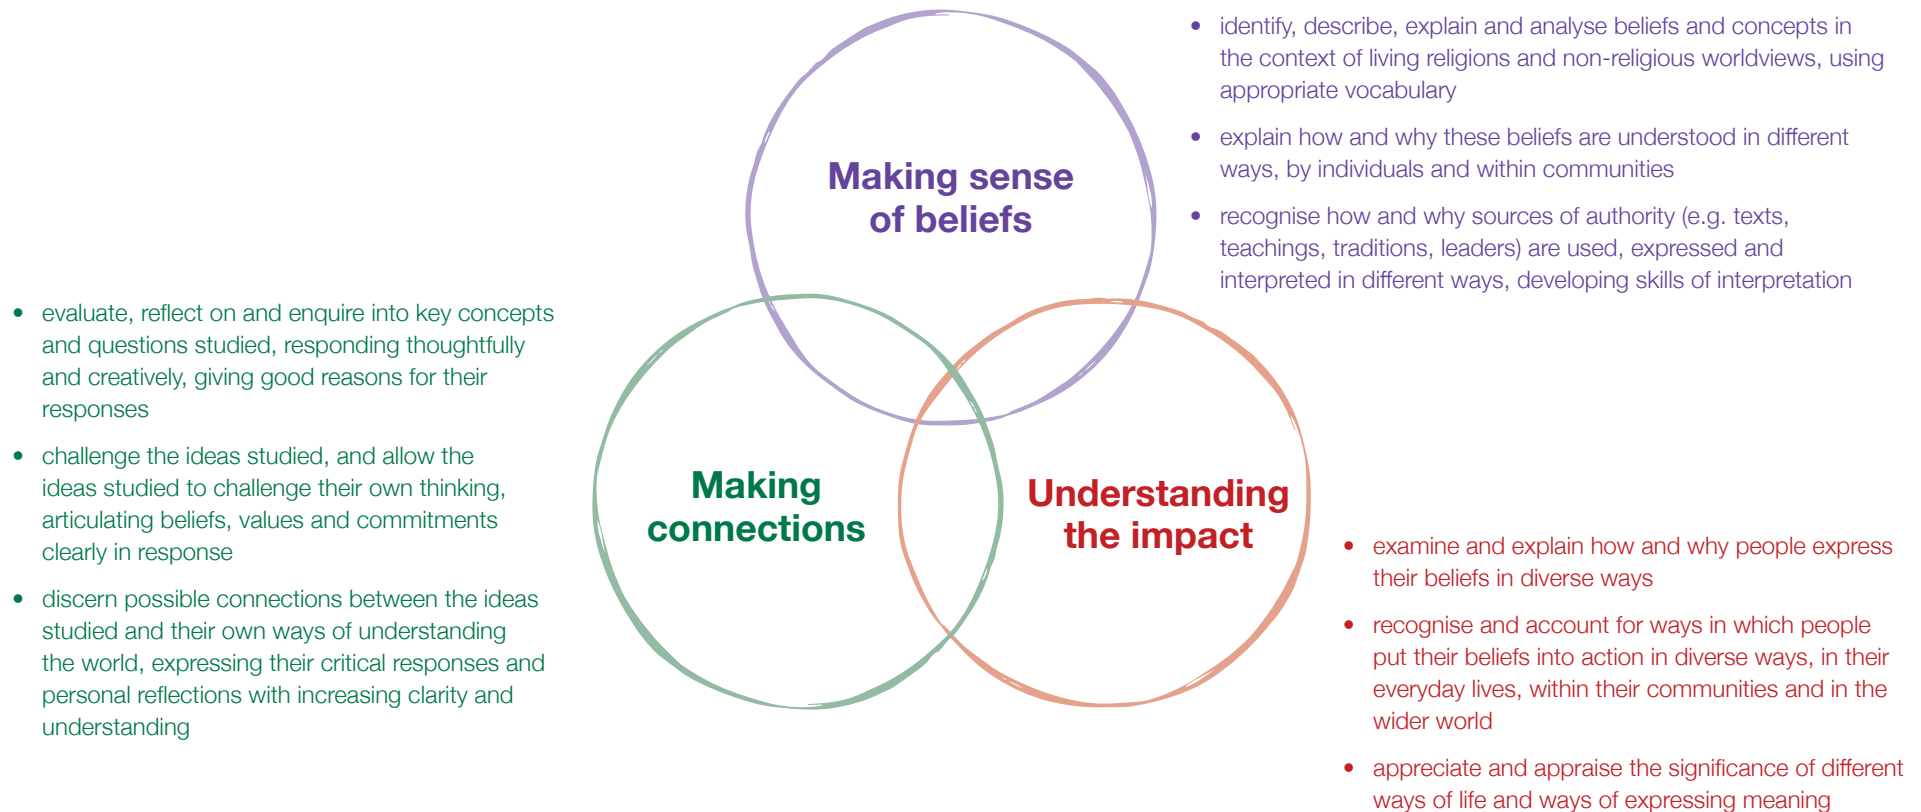 • identify, describe, explain and analyse beliefs and concepts in
the context of living religions and non-religious worldviews, using
appropriate vocabulary
• explain how and why these beliefs are understood in different
ways, by individuals and within communities
• recognise how and why sources of authority (e.g. texts,
teachings, traditions, leaders) are used, expressed and
interpreted in different ways, developing skills of interpretation
Making sense
of beliefs
• evaluate, reflect on and enquire into key concepts
and questions studied, responding thoughtfully
and creatively, giving good reasons for their
responses
• challenge the ideas studied, and allow the
ideas studied to challenge their own thinking,
articulating beliefs, values and commitments
clearly in response
• discern possible connections between the ideas
studied and their own ways of understanding
the world, expressing their critical responses and
personal reflections with increasing clarity and
understanding
Making
connections
Understanding
the impact
• examine and explain how and why people express
their beliefs in diverse ways
• recognise and account for ways in which people
put their beliefs into action in diverse ways, in their
everyday lives, within their communities and in the
wider world
• appreciate and appraise the significance of different
ways of life and ways of expressing meaning